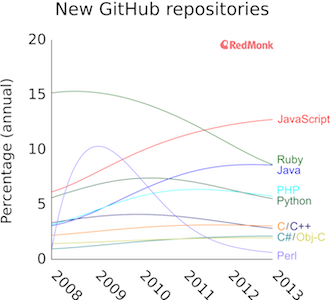 New GitHub repositories
RedMonk
Percentage (annual)
20
15
10
5
0
JavaScript
Ruby
Java
PHP
Python
C/C++
C#/Obj-C
Perl
2008 2009 2010 2011 2012 2013